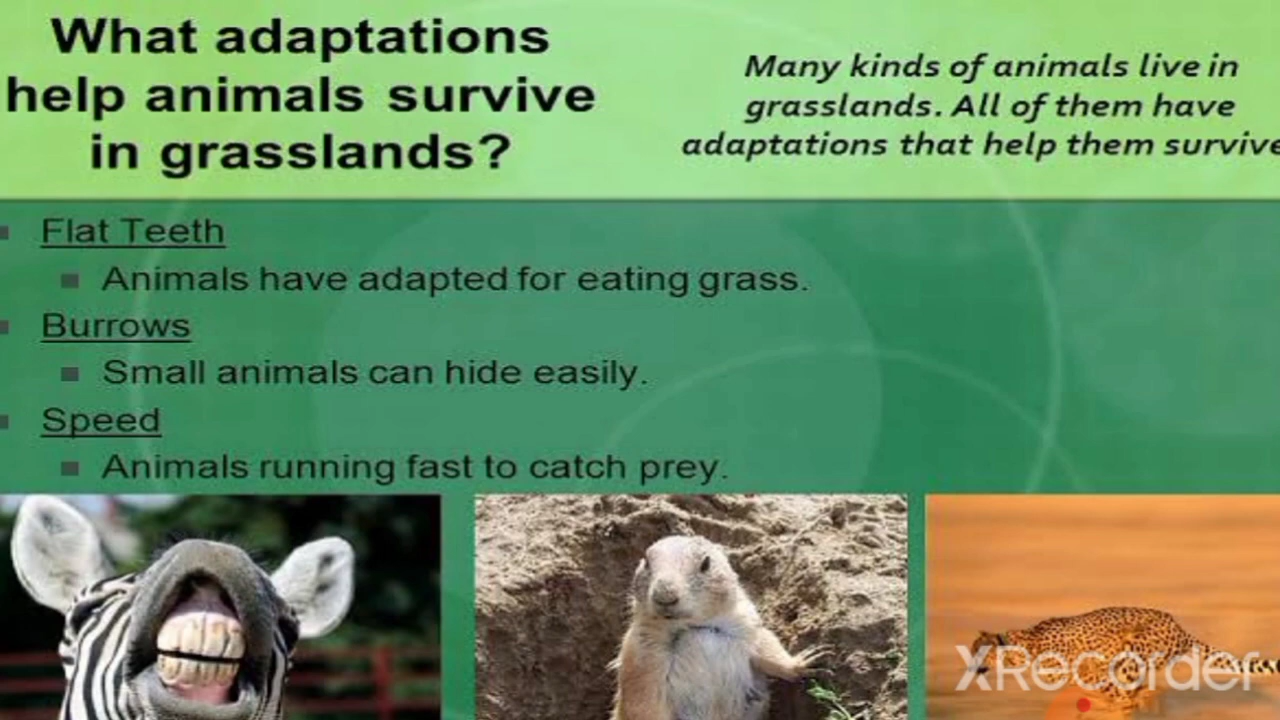 What adaptations
help animals survive
in grasslands?
Many kinds of animals live in
grasslands. All of them have
adaptations that help them survive
Flat Teeth
Animals have adapted for eating grass.
Burrows
Small animals can hide easily.
Speed
Animals running fast to catch prey.
XRecorder